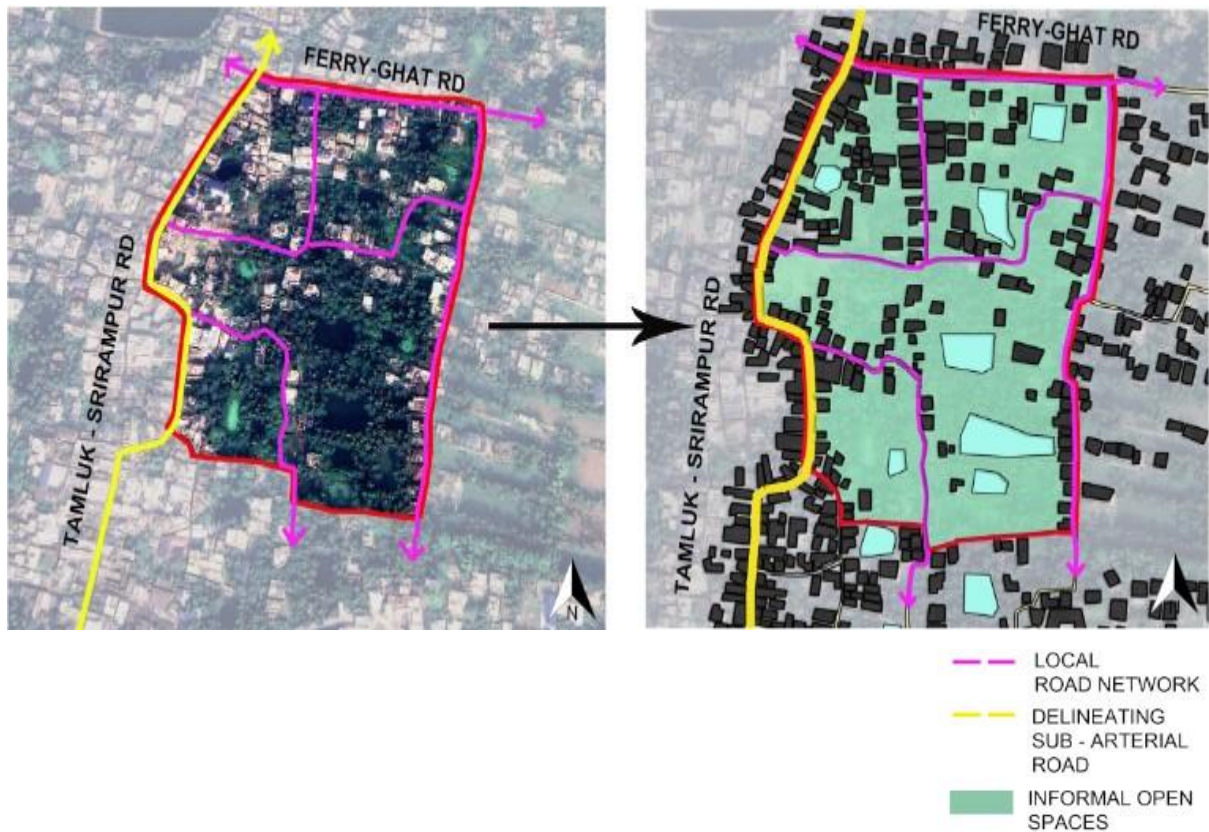 FERRY-GHAT RD
TAMLUK - SRIRAMPUR RD
N
FERRY-GHAT RD
TAMLUK - SRIRAMPUR RD
LOCAL
ROAD NETWORK
DELINEATING
SUB - ARTERIAL
ROAD
INFORMAL OPEN
SPACES